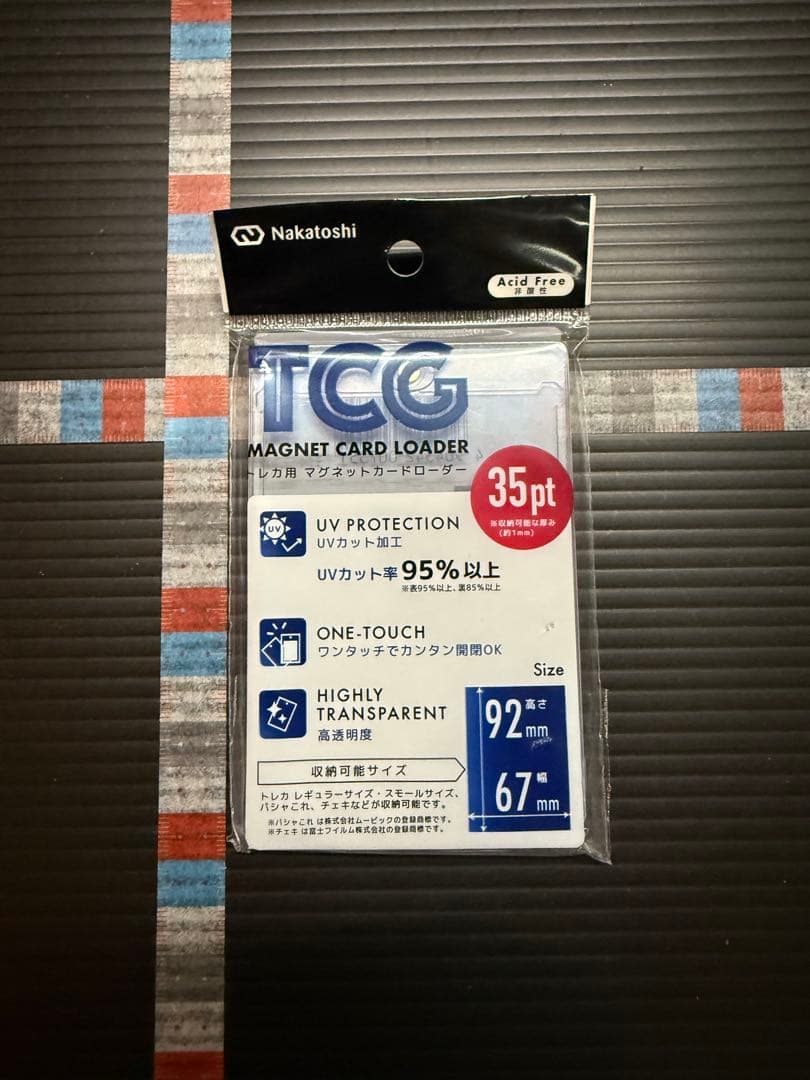 Nakatoshi
Acid Free
非酸性
TCG
MAGNET CARD LOADER
トレカ用 マグネットカードローダー
35pt
※収納可能な厚み
(約1mm)
UV
UV PROTECTION
UVカット加工
UVカット率95%以上
※表95%以上、裏85%以上
ONE-TOUCH
ワンタッチでカンタン開閉OK
Size
HIGHLY
TRANSPARENT
高透明度
高さ
92mm
幅
67mm
収納可能サイズ
トレカ レギュラーサイズ・スモールサイズ、
パシャこれ、チェキなどが収納可能です。
※パシャこれ は株式会社ムービックの登録商標です。
※チェキ は富士フイルム株式会社の登録商標です。